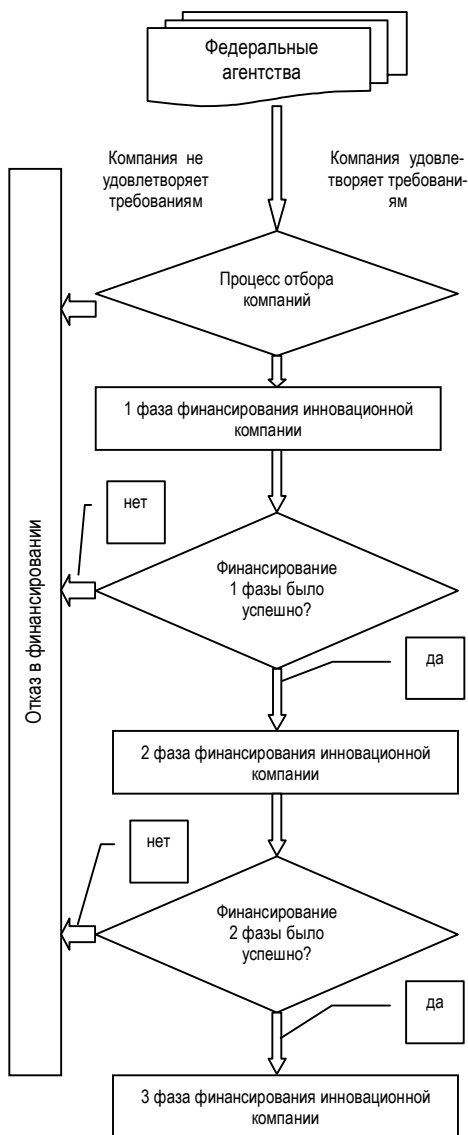 Федеральные
агентства
Компания не
удовлетворяет
требованиям
Компания удовле-
творяет требовани-
ям
Процесс отбора
компаний
1 фаза финансирования инновационной
компании
нет
Финансирование
1 фазы было
успешно?
Отказ в финансировании
да
2 фаза финансирования инновационной
компании
нет
Финансирование
2 фазы было
успешно?
да
3 фаза финансирования инновационной
компании